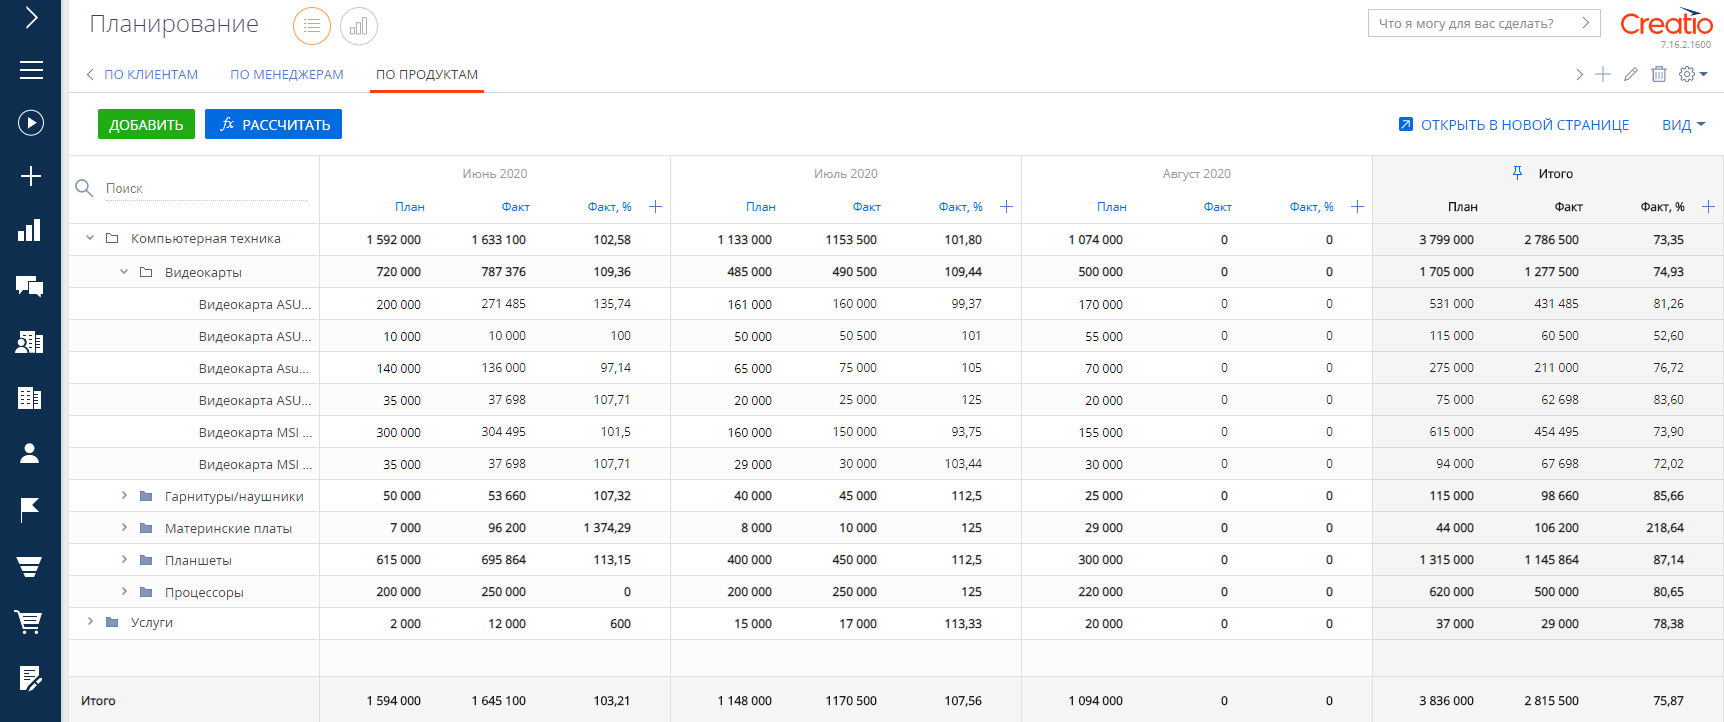 Планирование
Что я могу для вас сделать?
Creatio
7.16.2.1600
ПО КЛИЕНТАМ ПО МЕНЕДЖЕРАМ ПО ПРОДУКТАМ
ДОБАВИТЬ fx РАССЧИТАТЬ ОТКРЫТЬ В НОВОЙ СТРАНИЦЕ ВИД
Поиск Июнь 2020 Июль 2020 Август 2020 Итого
План Факт Факт, % План Факт Факт, % План Факт Факт, % План Факт Факт, %
Компьютерная техника 1 592 000 1 633 100 102,58 1 133 000 1153 500 101,80 1 074 000 0 0 3 799 000 2 786 500 73,35
Видеокарты 720 000 787 376 109,36 485 000 490 500 109,44 500 000 0 0 1 705 000 1 277 500 74,93
Видеокарта ASU... 200 000 271 485 135,74 161 000 160 000 99,37 170 000 0 0 531 000 431 485 81,26
Видеокарта ASU... 10 000 10 000 100 50 000 50 500 101 55 000 0 0 115 000 60 500 52,60
Видеокарта Asu... 140 000 136 000 97,14 65 000 75 000 105 70 000 0 0 275 000 211 000 76,72
Видеокарта ASU... 35 000 37 698 107,71 20 000 25 000 125 20 000 0 0 75 000 62 698 83,60
Видеокарта MSI ... 300 000 304 495 101,5 160 000 150 000 93,75 155 000 0 0 615 000 454 495 73,90
Видеокарта MSI ... 35 000 37 698 107,71 29 000 30 000 103,44 30 000 0 0 94 000 67 698 72,02
Гарнитуры/наушники 50 000 53 660 107,32 40 000 45 000 112,5 25 000 0 0 115 000 98 660 85,66
Материнские платы 7 000 96 200 1 374,29 8 000 10 000 125 29 000 0 0 44 000 106 200 218,64
Планшеты 615 000 695 864 113,15 400 000 450 000 112,5 300 000 0 0 1 315 000 1 145 864 87,14
Процессоры 200 000 250 000 0 200 000 250 000 125 220 000 0 0 620 000 500 000 80,65
Услуги 2 000 12 000 600 15 000 17 000 113,33 20 000 0 0 37 000 29 000 78,38
Итого 1 594 000 1 645 100 103,21 1 148 000 1170 500 107,56 1 094 000 0 0 3 836 000 2 815 500 75,87